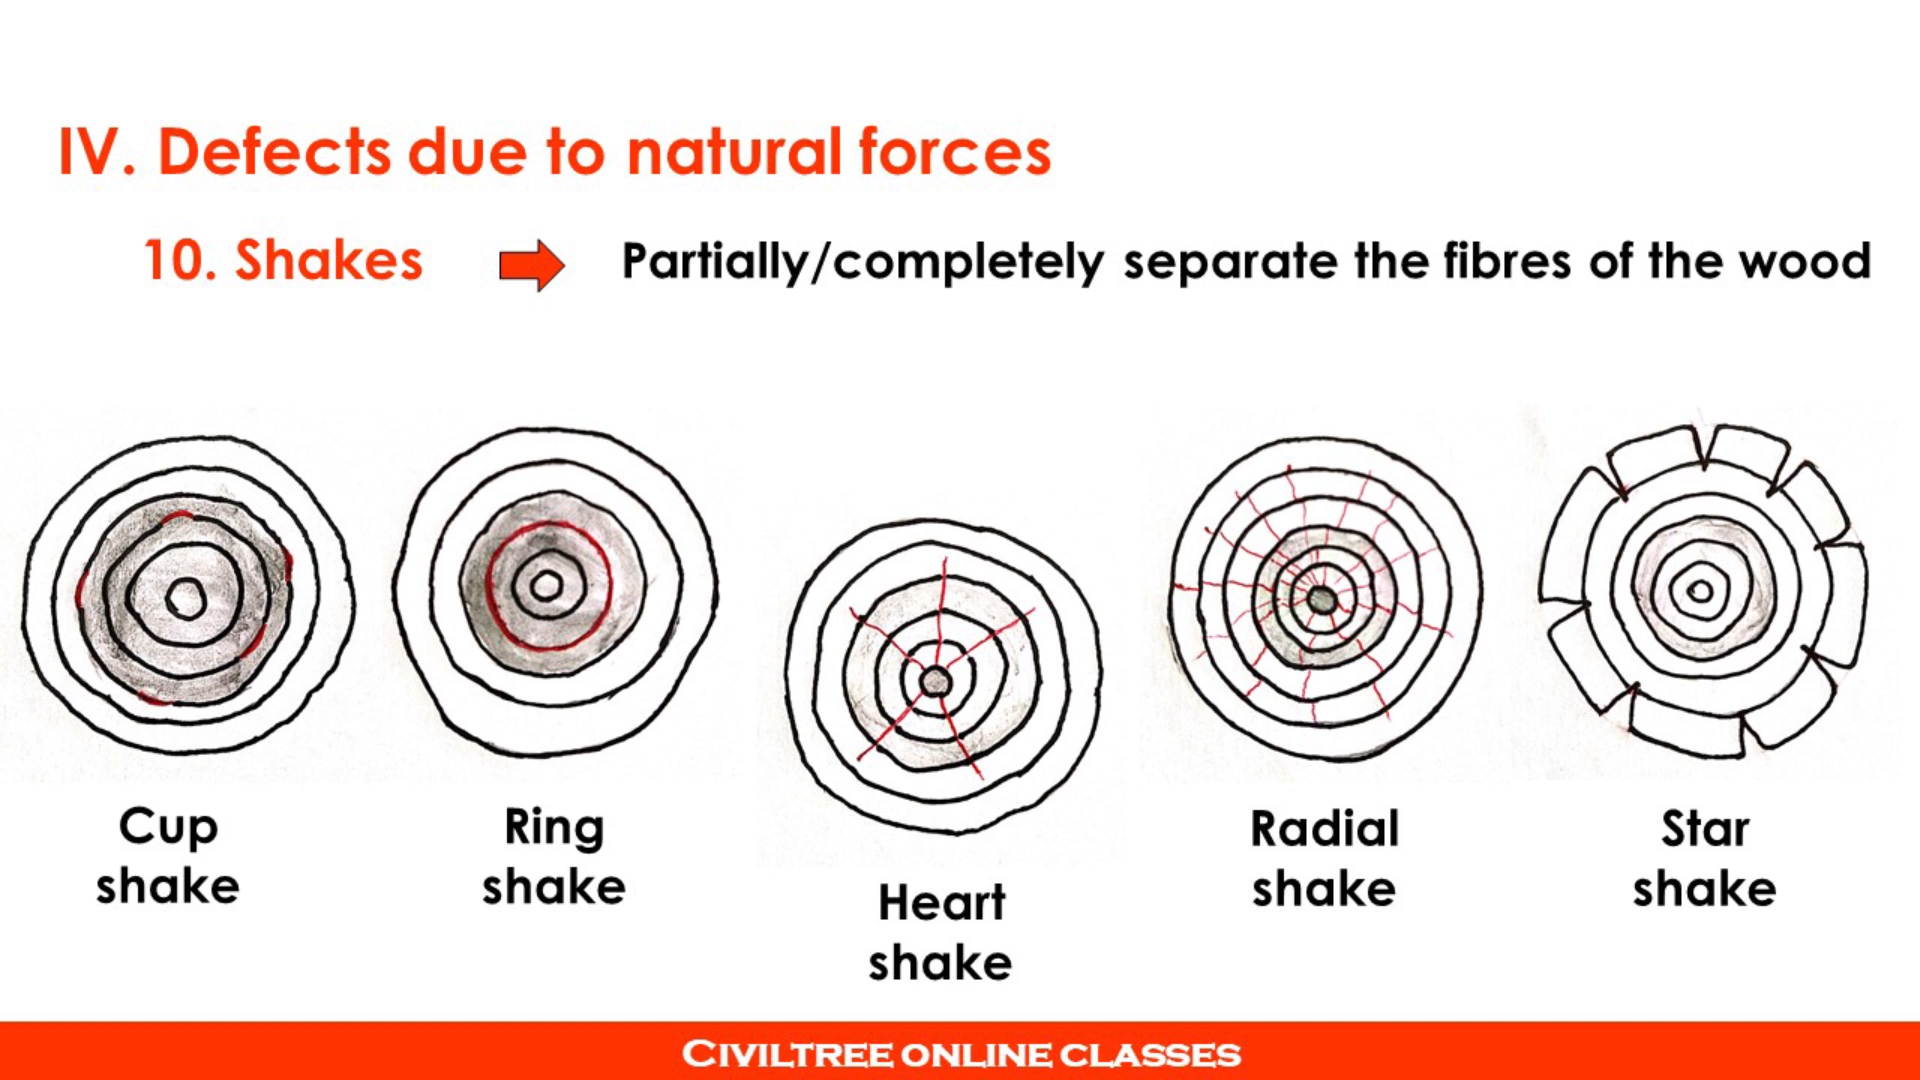 IV. Defects due to natural forces
10. Shakes Partially/completely separate the fibres of the wood
Cup
shake
Ring
shake
Heart
shake
Radial
shake
Star
shake
CIVILTREE ONLINE CLASSES